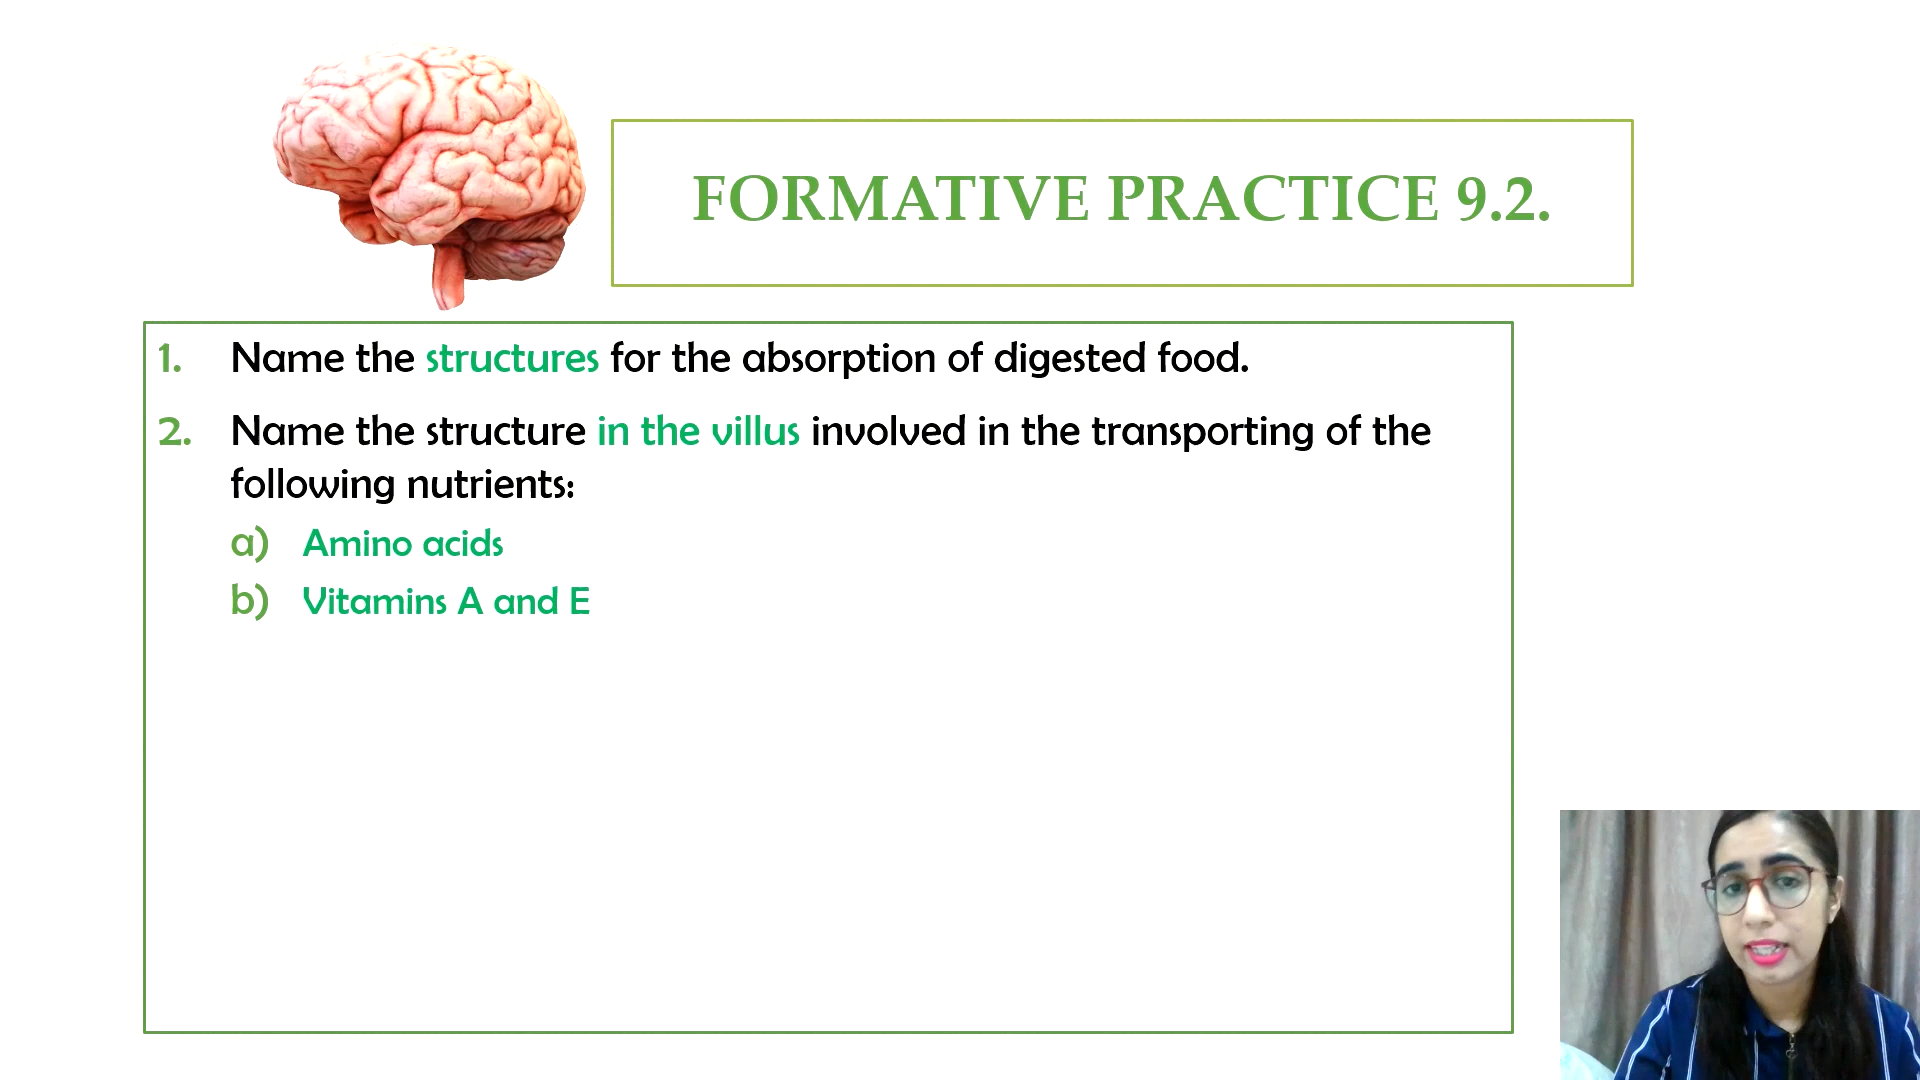 FORMATIVE PRACTICE 9.2.
1. Name the structures for the absorption of digested food.
2. Name the structure in the villus involved in the transporting of the
following nutrients:
a) Amino acids
b) Vitamins A and E